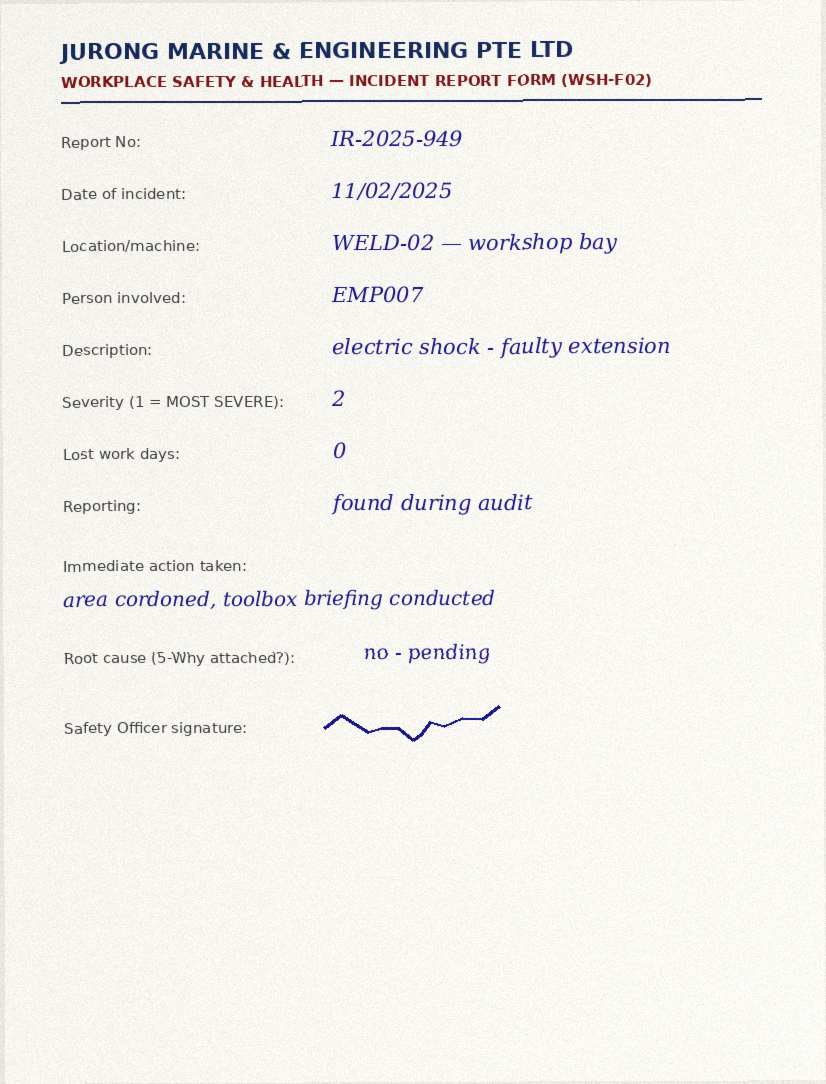 JURONG MARINE & ENGINEERING PTE LTD
WORKPLACE SAFETY & HEALTH — INCIDENT REPORT FORM (WSH-F02)
Report No: IR-2025-949
Date of incident: 11/02/2025
Location/machine: WELD-02 — workshop bay
Person involved: EMP007
Description: electric shock - faulty extension
Severity (1 = MOST SEVERE): 2
Lost work days: 0
Reporting: found during audit
Immediate action taken:
area cordoned, toolbox briefing conducted
Root cause (5-Why attached?): no - pending
Safety Officer signature: